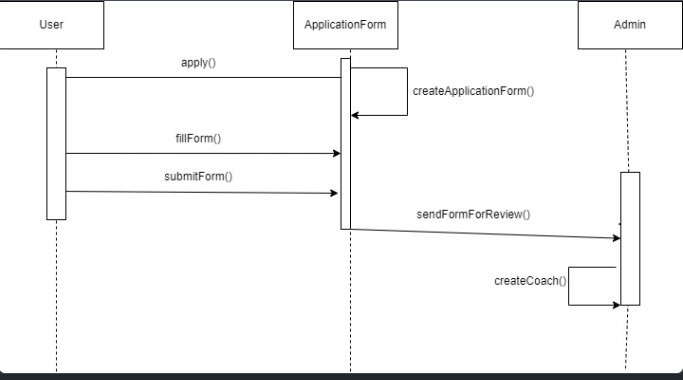 User
ApplicationForm
Admin
apply()
createApplicationForm()
fillForm()
submitForm()
sendFormForReview()
createCoach()